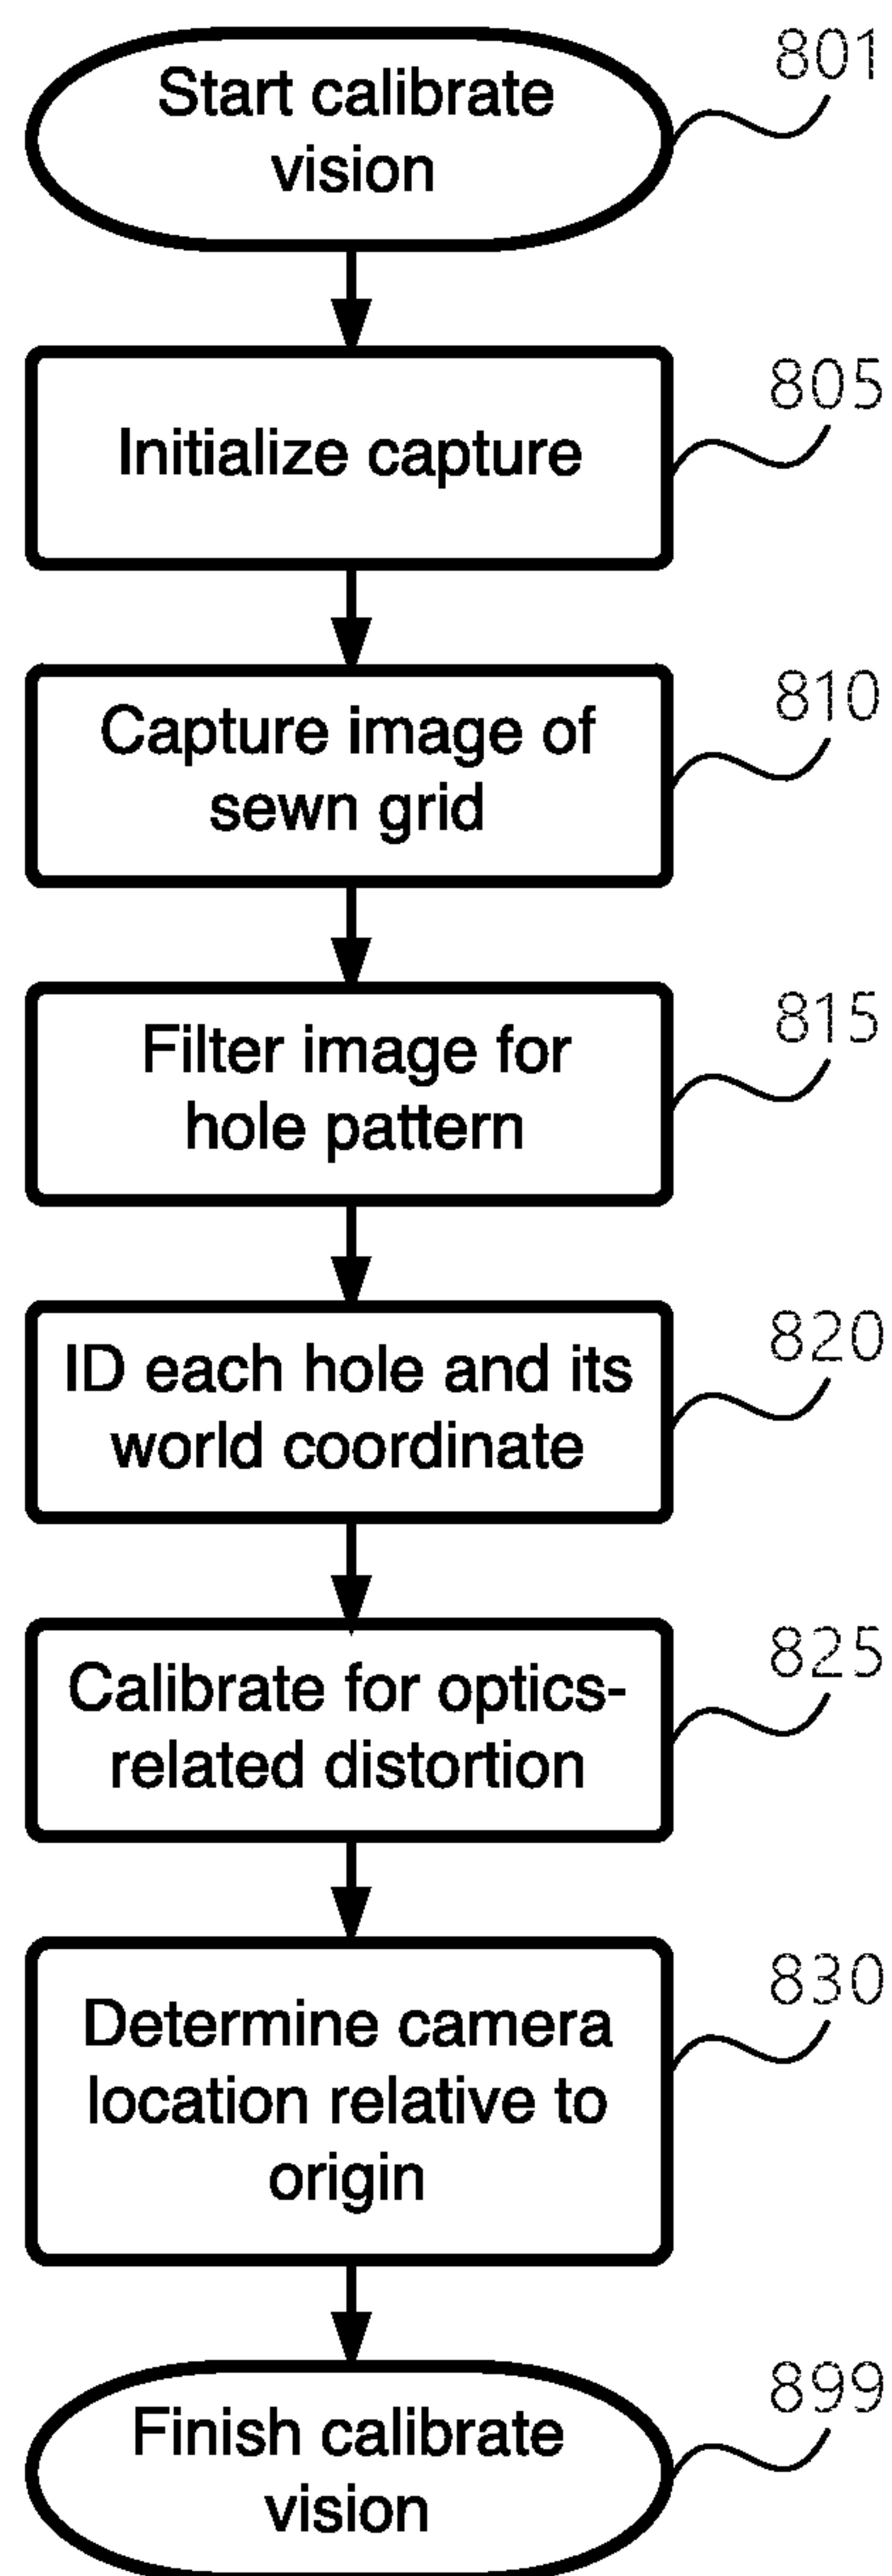 801
Start calibrate
vision
805
Initialize capture
810
Capture image of
sewn grid
815
Filter image for
hole pattern
820
ID each hole and its
world coordinate
825
Calibrate for optics-
related distortion
830
Determine camera
location relative to
origin
899
Finish calibrate
vision